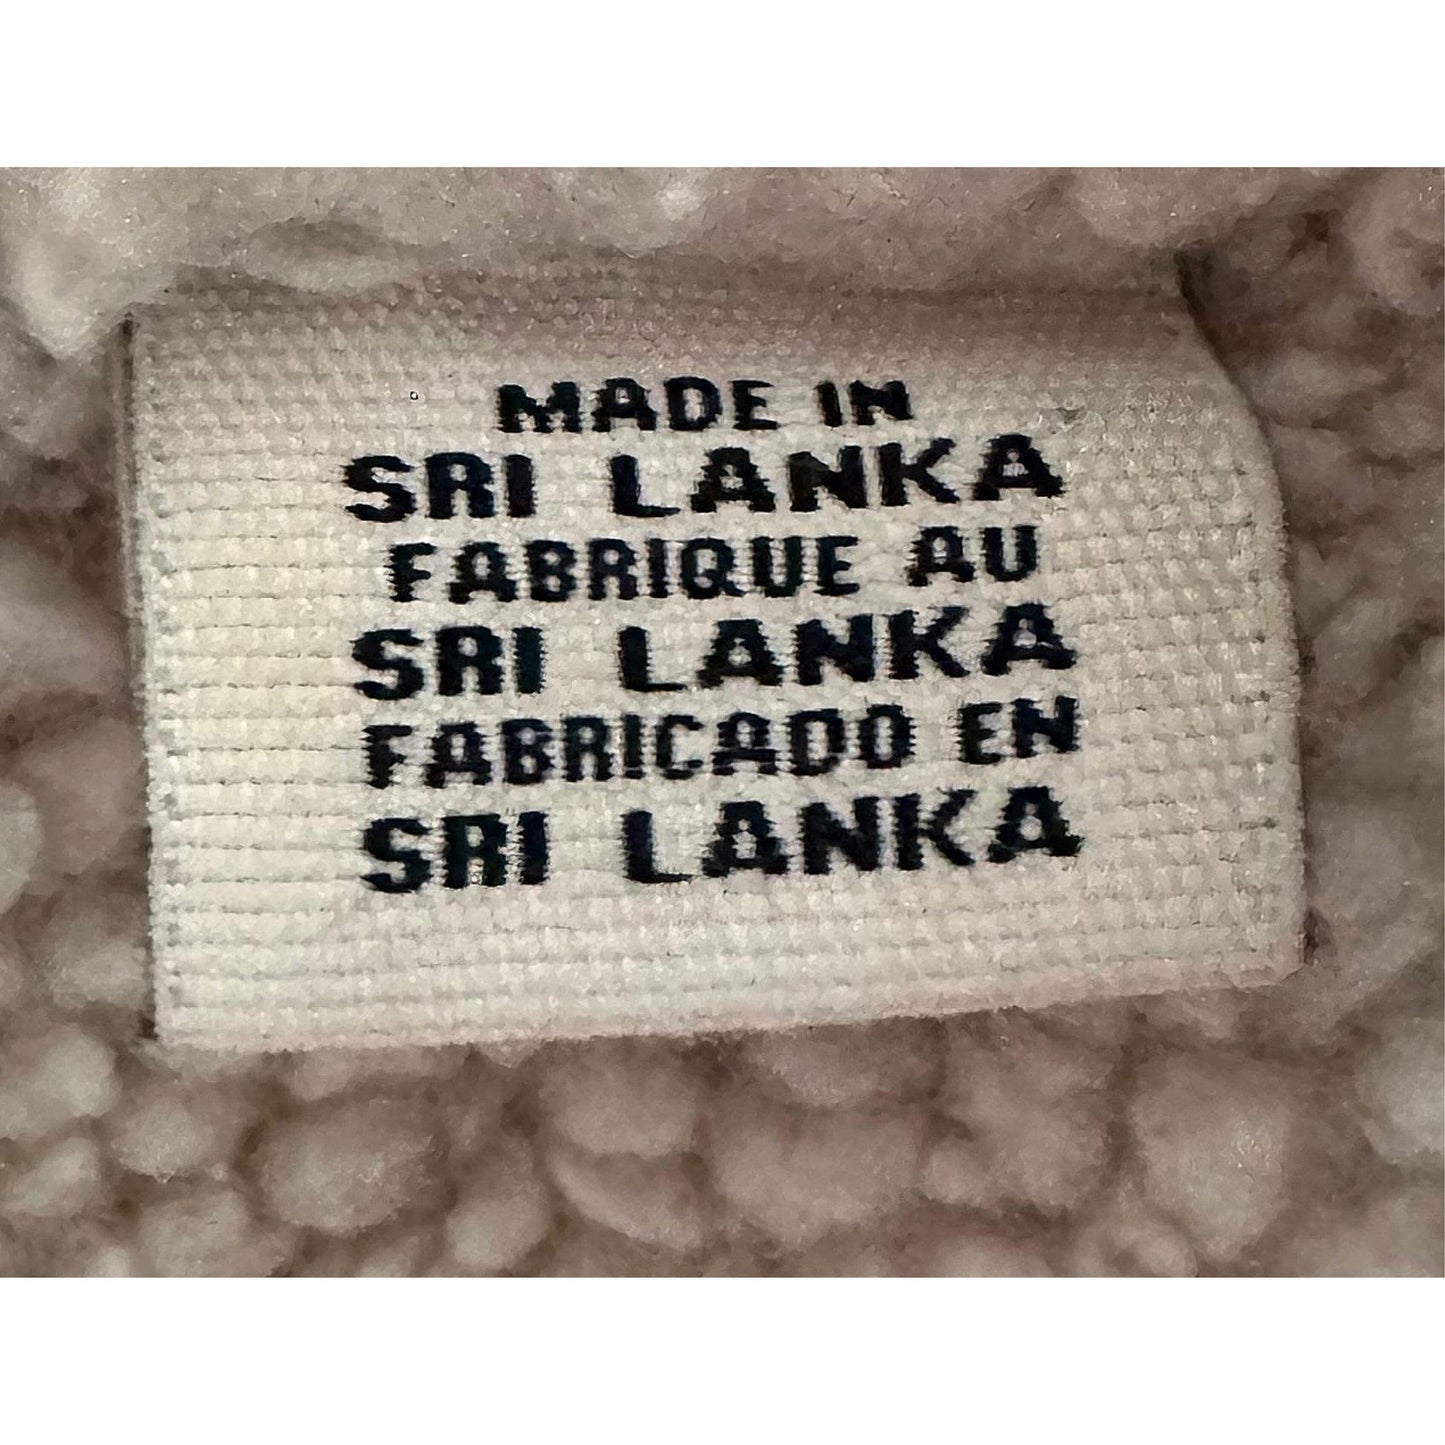 MADE IN
SRI LANKA
FABRIQUE AU
SRI LANKA
FABRICADO EN
SRI LANKA